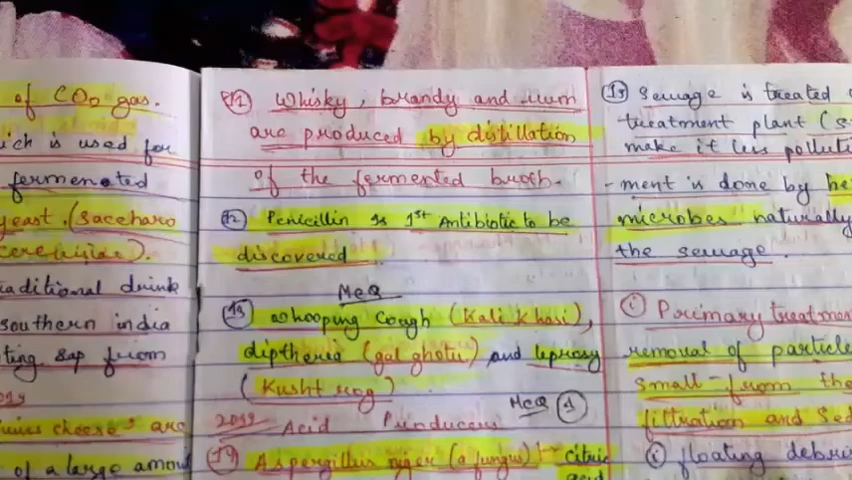 of CO2 gas.
ich is used for
fermented
yeast. (saccharo
cerevisiae).
aditional drink
southern india
ting sap from
2019
of a large amou
(11) Whisky, brandy and rum
are produced by distillation
of the fermented broth.
(12) Penicillin is 1st Antibiotic to be
discovered.
MCQ
(13) whooping cough (Kali khasi),
diptheria (gal ghotu) and leprosy
(Kusht rog)
MCQ (1)
2019 Acid Producers
(14) Aspergillus niger (a fungus) - citric
acid
(15) Sewage is treated
treatment plant (s
make it less polluti
-ment is done by he
microbes naturally
the sewage.
(i) Primary treatmen
removal of particle
small - from the
filtration and sed
(i) floating debri